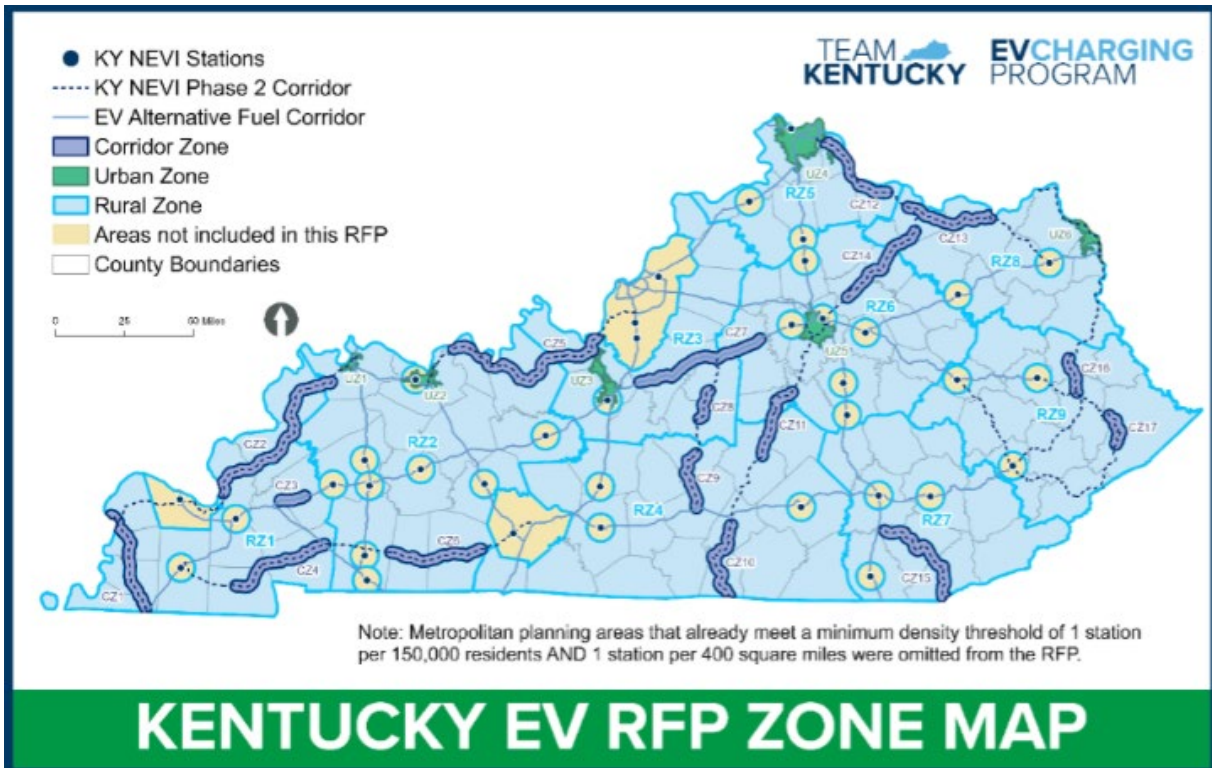 TEAM
KENTUCKY
EVCHARGING
PROGRAM
KY NEVI Stations
KY NEVI Phase 2 Corridor
EV Alternative Fuel Corridor
Corridor Zone
Urban Zone
Rural Zone
Areas not included in this RFP
County Boundaries
0 25 50 Miles
UZ4
RZ5
CZ12
CZ13
UZ6
CZ14
RZ8
RZ6
RZ3
CZ7
CZ5
UZ5
UZ1
UZ2
UZ3
CZ16
CZ8
RZ9
CZ2
RZ2
CZ11
CZ17
CZ3
CZ9
RZ4
RZ1
RZ7
CZ4
CZ6
CZ10
CZ15
CZ1
Note: Metropolitan planning areas that already meet a minimum density threshold of 1 station
per 150,000 residents AND 1 station per 400 square miles were omitted from the RFP.
KENTUCKY EV RFP ZONE MAP